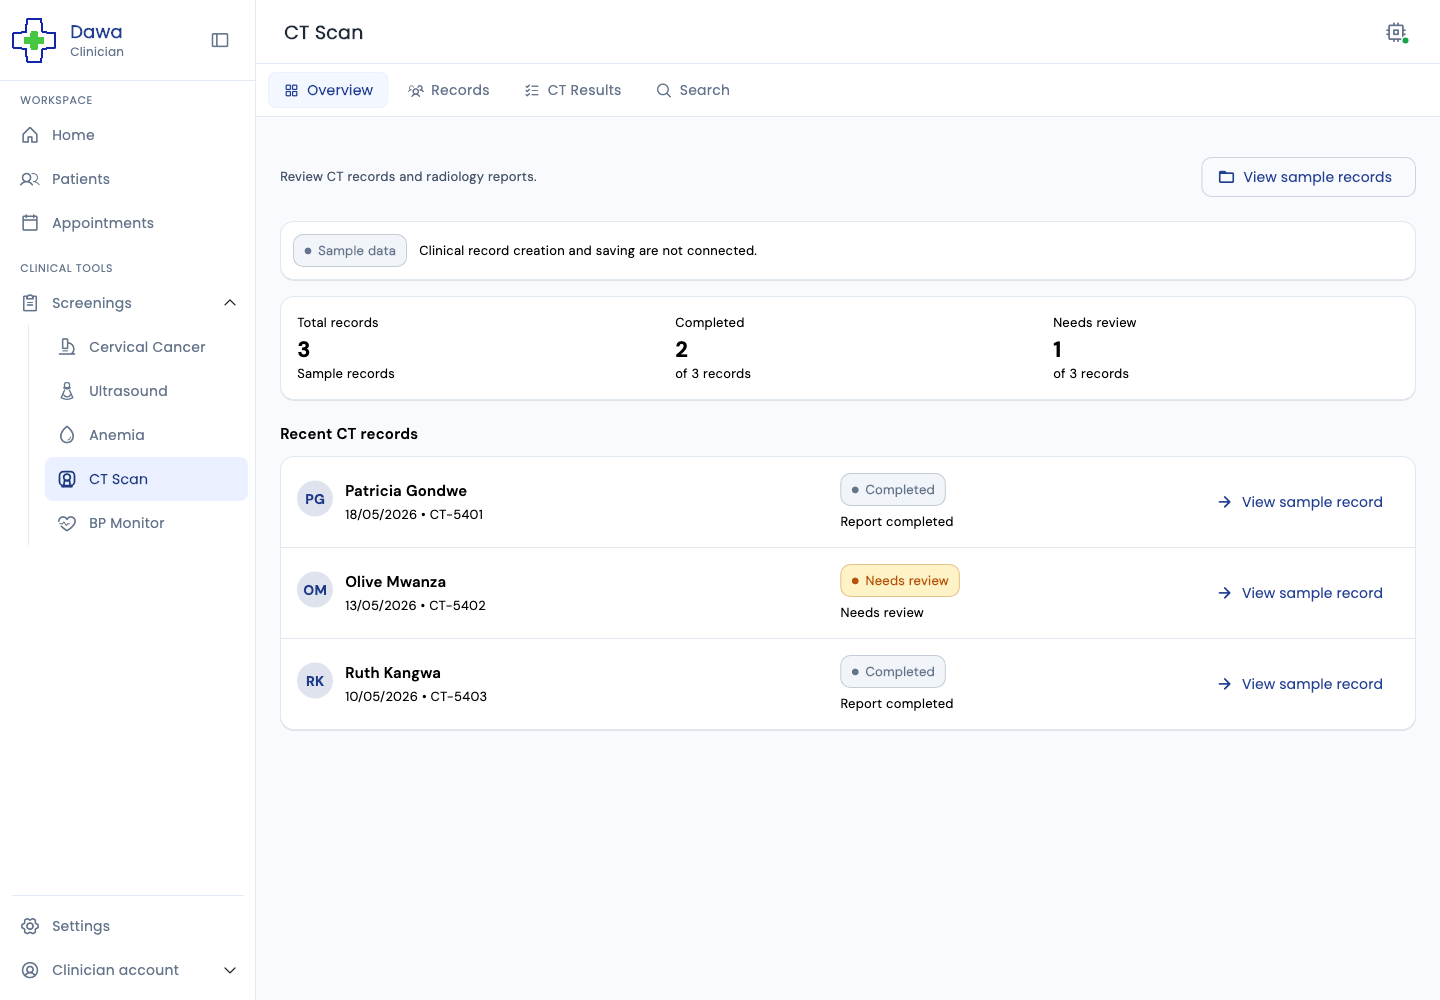 Dawa
Clinician
WORKSPACE
Home
Patients
Appointments
CLINICAL TOOLS
Screenings
Cervical Cancer
Ultrasound
Anemia
CT Scan
BP Monitor
Settings
Clinician account
CT Scan
Overview
Records
CT Results
Search
Review CT records and radiology reports.
View sample records
Sample data
Clinical record creation and saving are not connected.
Total records
3
Sample records
Completed
2
of 3 records
Needs review
1
of 3 records
Recent CT records
PG
Patricia Gondwe
18/05/2026 • CT-5401
Completed
Report completed
View sample record
OM
Olive Mwanza
13/05/2026 • CT-5402
Needs review
Needs review
View sample record
RK
Ruth Kangwa
10/05/2026 • CT-5403
Completed
Report completed
View sample record